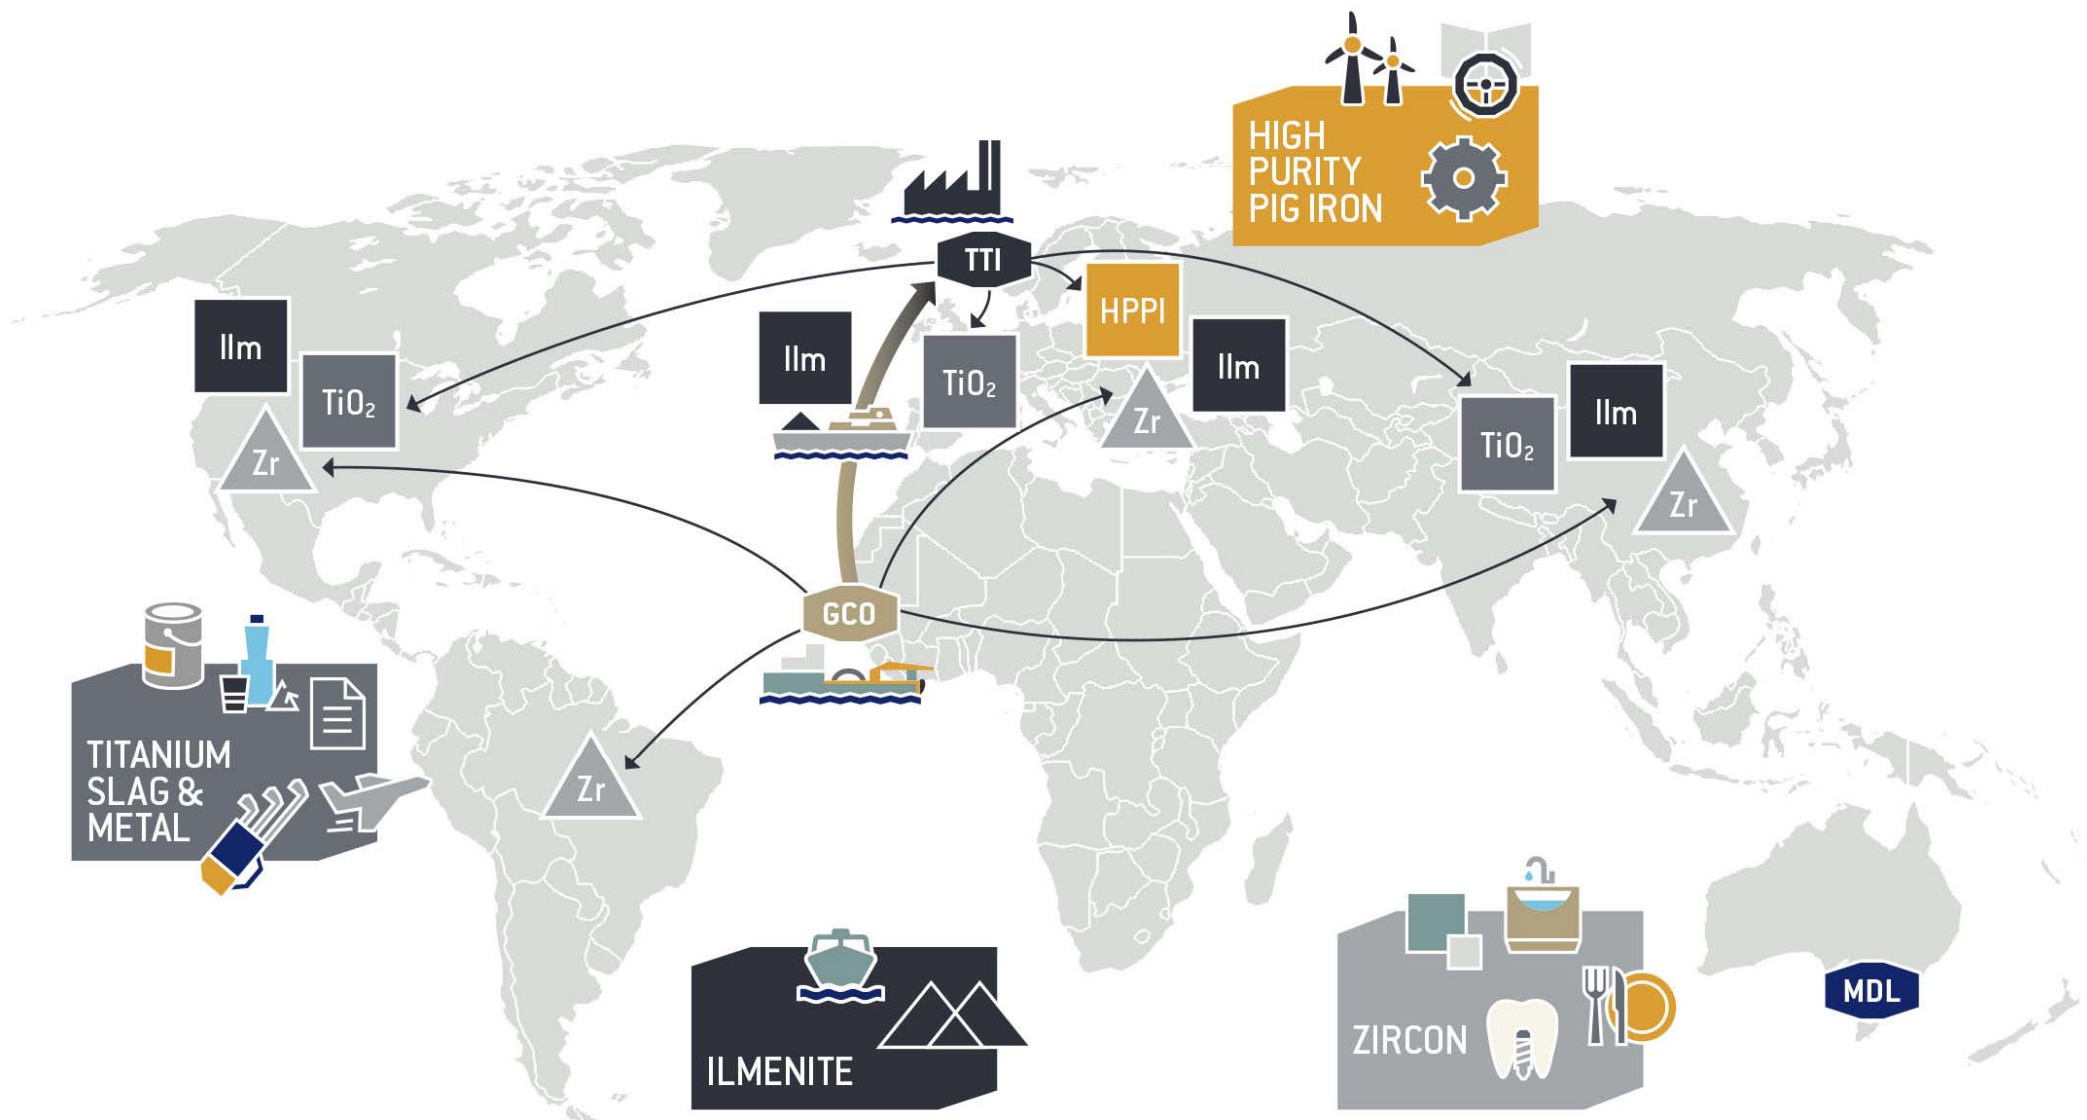 HIGH
PURITY
PIG IRON
TTI
HPPI
Ilm
Ilm
Ilm
TiO₂
TiO₂
Ilm
Zr
TiO₂
Zr
Zr
GCO
TITANIUM
SLAG &
METAL
Zr
MDL
ZIRCON
ILMENITE